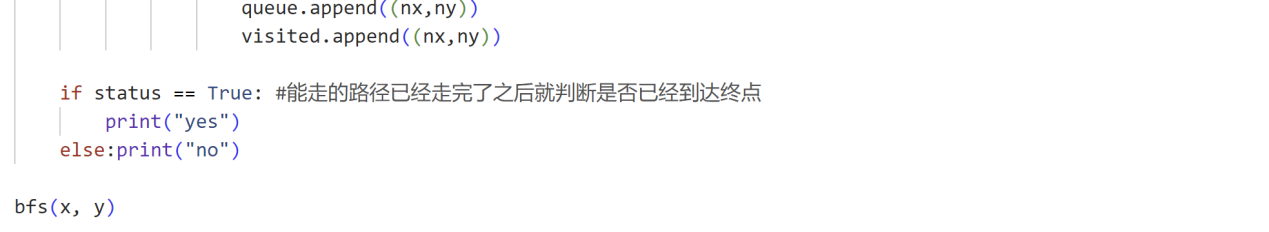 queue.append((nx,ny))
visited.append((nx,ny))
if status == True: #能走的路径已经走完了之后就判断是否已经到达终点
print("yes")
else:print("no")
bfs(x, y)